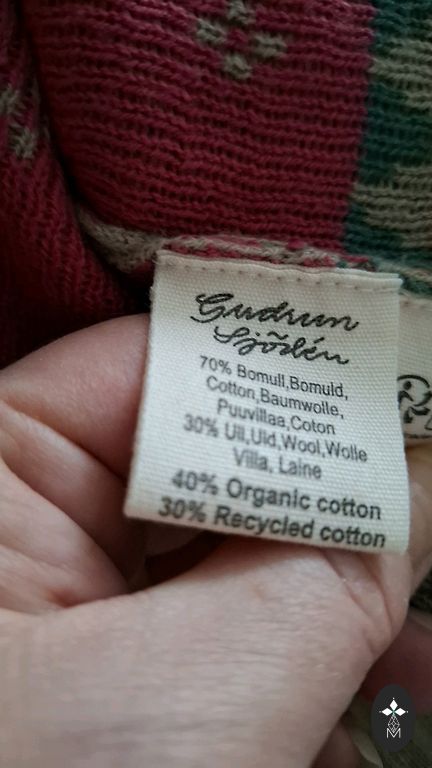 Gudrun
Sjödén
70% Bomull,Bomuld,
Cotton,Baumwolle,
Puuvillaa,Coton
30% Ull,Uld,Wool,Wolle
Villa, Laine
40% Organic cotton
30% Recycled cotton
M